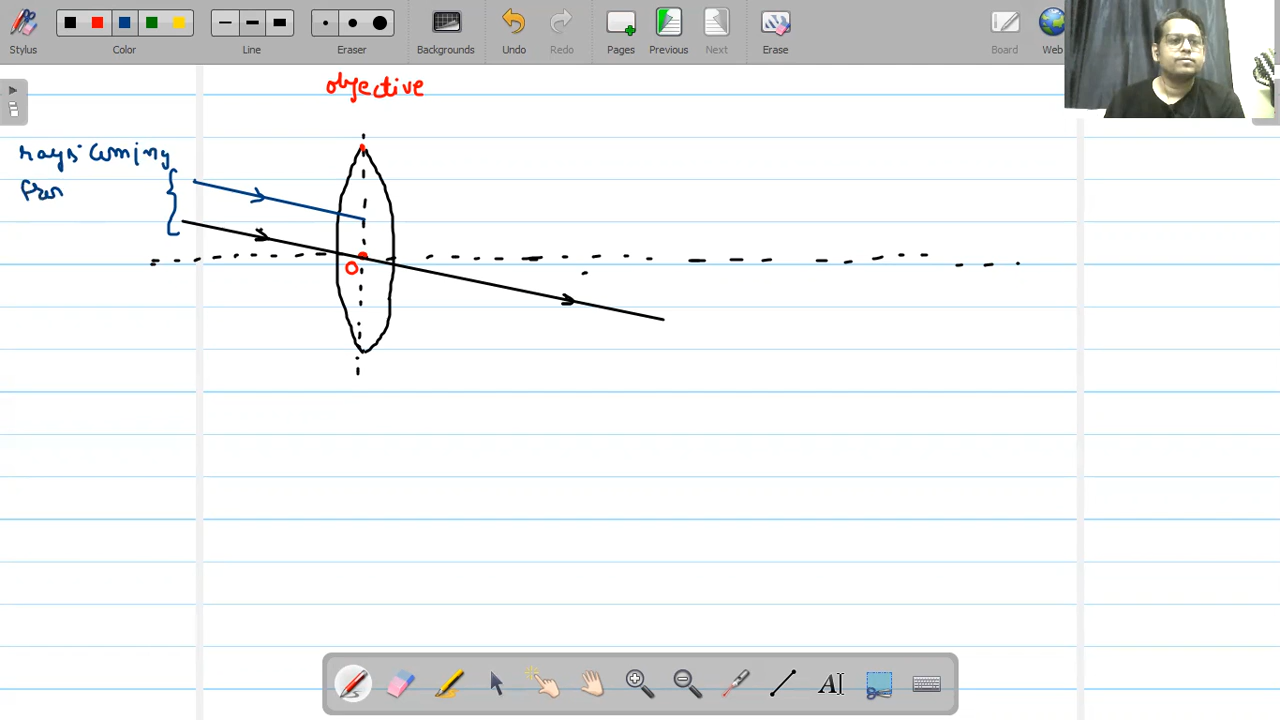 Stylus
Color
Line
Eraser
Backgrounds
Undo
Redo
Pages
Previous
Next
Erase
Board
Web
objective
rays coming
from
O